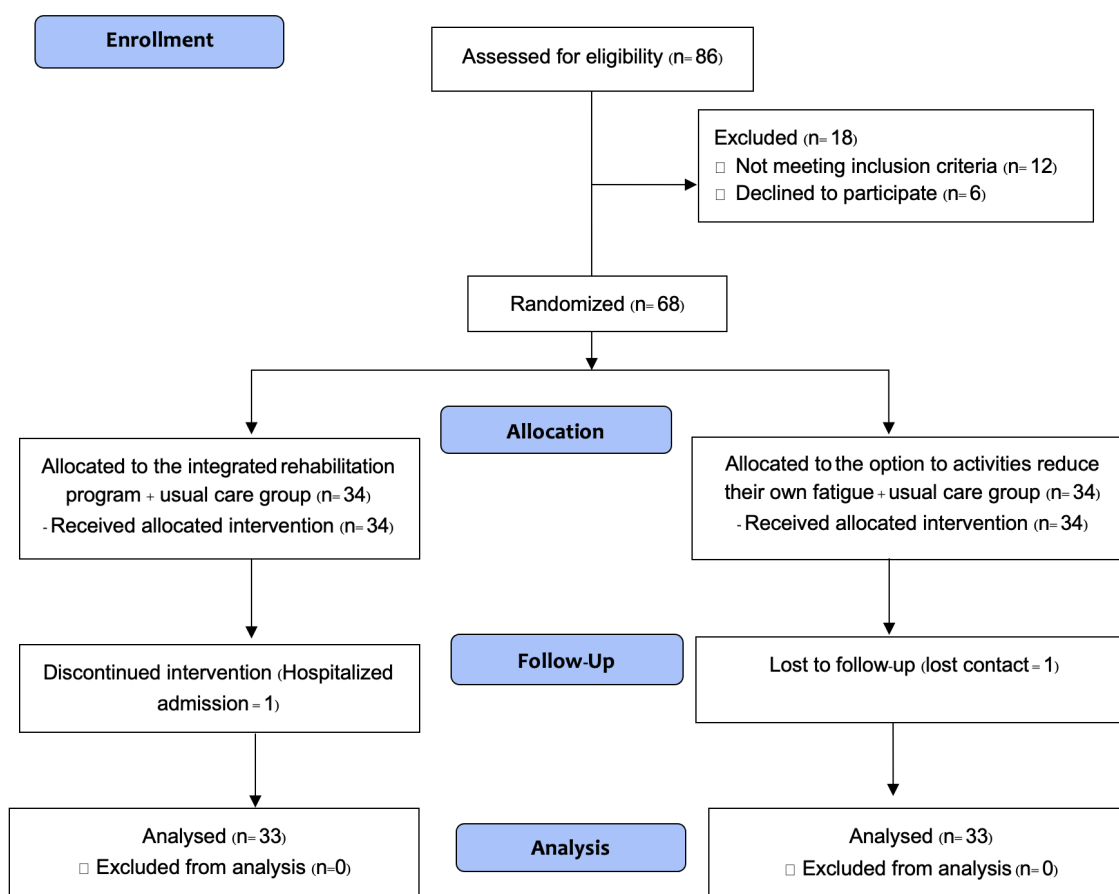 Enrollment
Assessed for eligibility (n= 86)
Excluded (n= 18)
□ Not meeting inclusion criteria (n= 12)
□ Declined to participate (n= 6)
Randomized (n= 68)
Allocation
Allocated to the integrated rehabilitation
program + usual care group (n= 34)
- Received allocated intervention (n= 34)
Allocated to the option to activities reduce
their own fatigue + usual care group (n= 34)
- Received allocated intervention (n= 34)
Follow-Up
Discontinued intervention (Hospitalized
admission = 1)
Lost to follow-up (lost contact = 1)
Analysis
Analysed (n= 33)
□ Excluded from analysis (n=0)
Analysed (n= 33)
□ Excluded from analysis (n= 0)